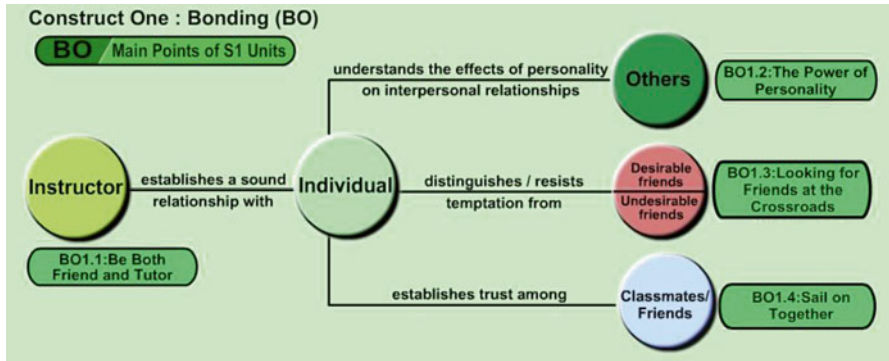 Construct One : Bonding (BO)
BO Main Points of S1 Units
understands the effects of personality
on interpersonal relationships
Others
BO1.2:The Power of
Personality
Instructor
establishes a sound
relationship with
Individual
distinguishes / resists
temptation from
Desirable
friends
Undesirable
friends
BO1.3:Looking for
Friends at the
Crossroads
BO1.1:Be Both
Friend and Tutor
establishes trust among
Classmates/
Friends
BO1.4:Sail on
Together